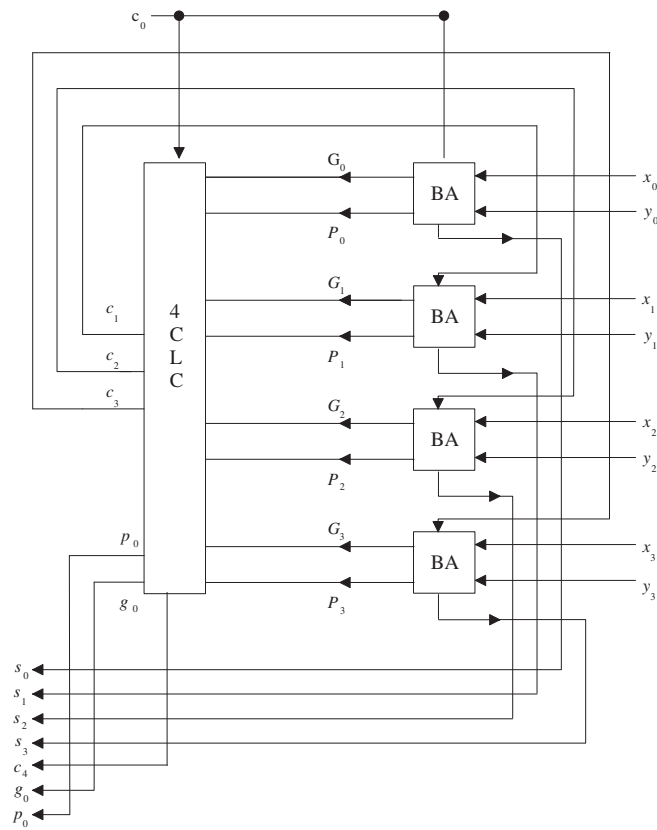 c₀
G₀
BA
x₀
P₀
y₀
c₁
4
C
L
C
G₁
BA
x₁
P₁
y₁
c₂
c₃
G₂
BA
x₂
P₂
y₂
p₀
G₃
BA
x₃
g₀
P₃
y₃
s₀
s₁
s₂
s₃
c₄
g₀
p₀